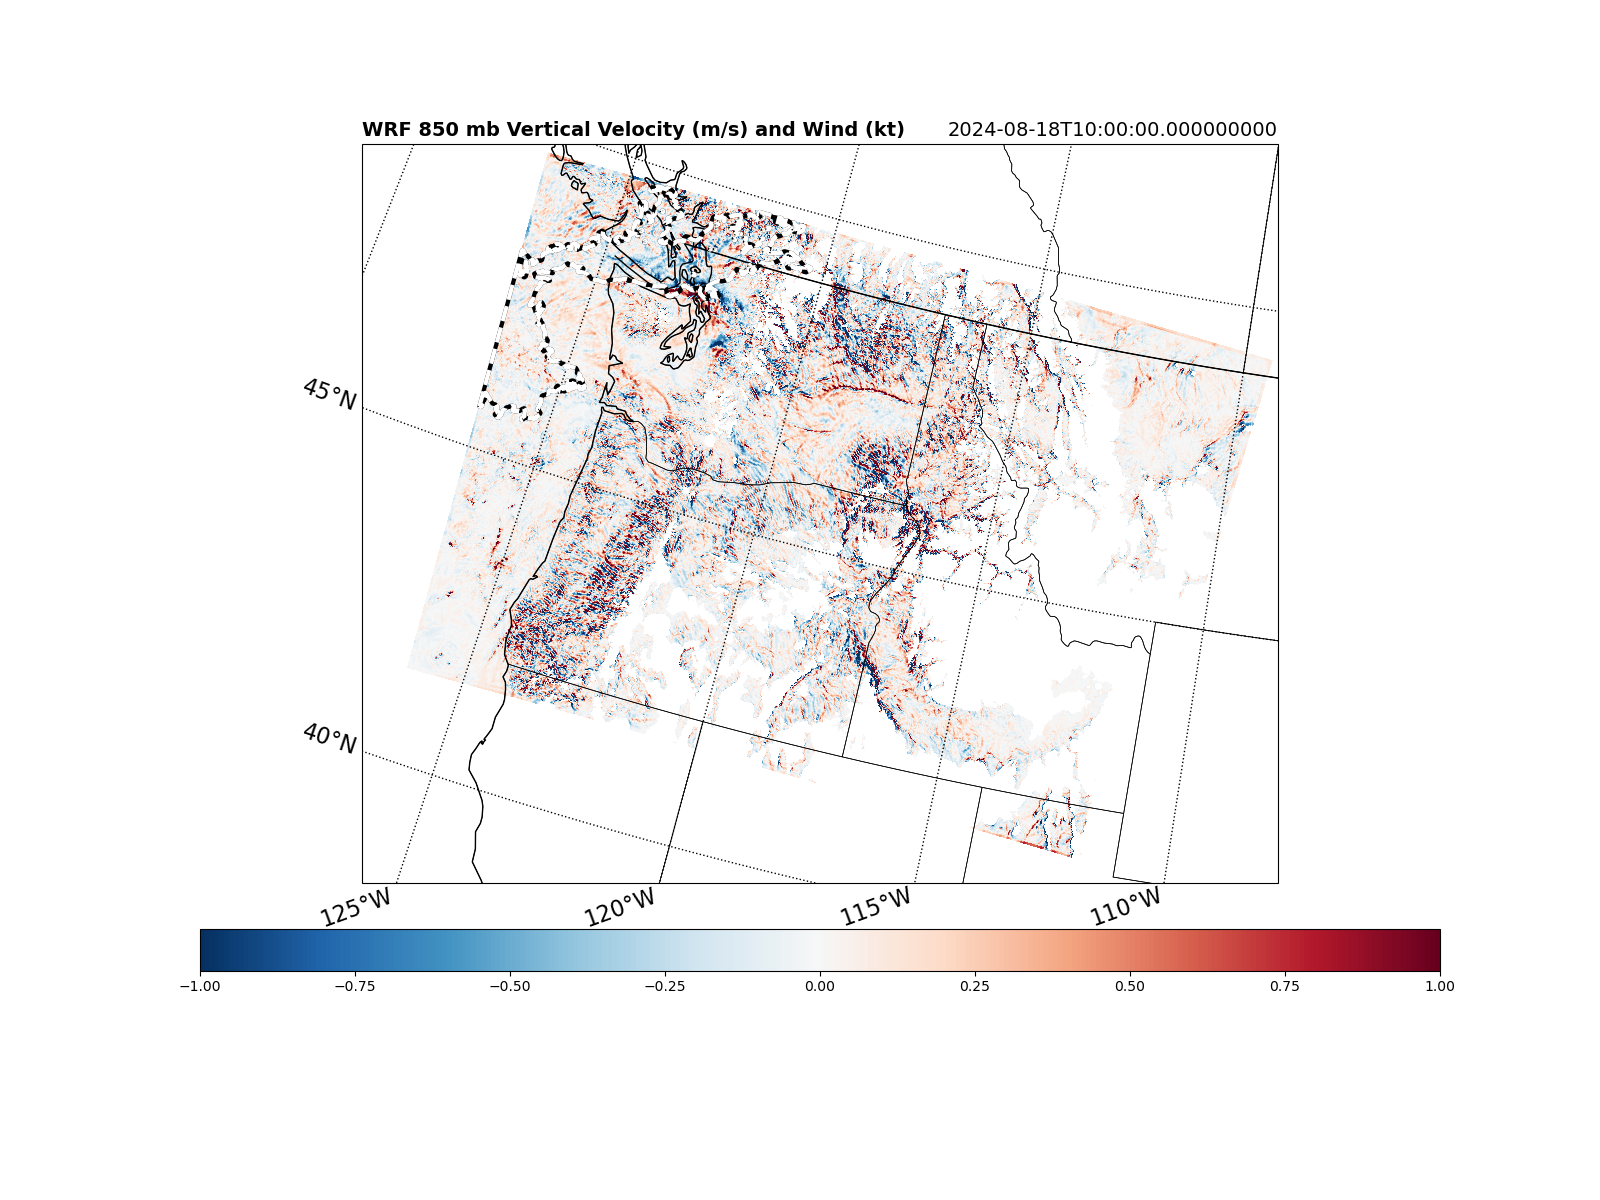 WRF 850 mb Vertical Velocity (m/s) and Wind (kt) 2024-08-18T10:00:00.000000000
45°N
40°N
125°W 120°W 115°W 110°W
−1.00 −0.75 −0.50 −0.25 0.00 0.25 0.50 0.75 1.00